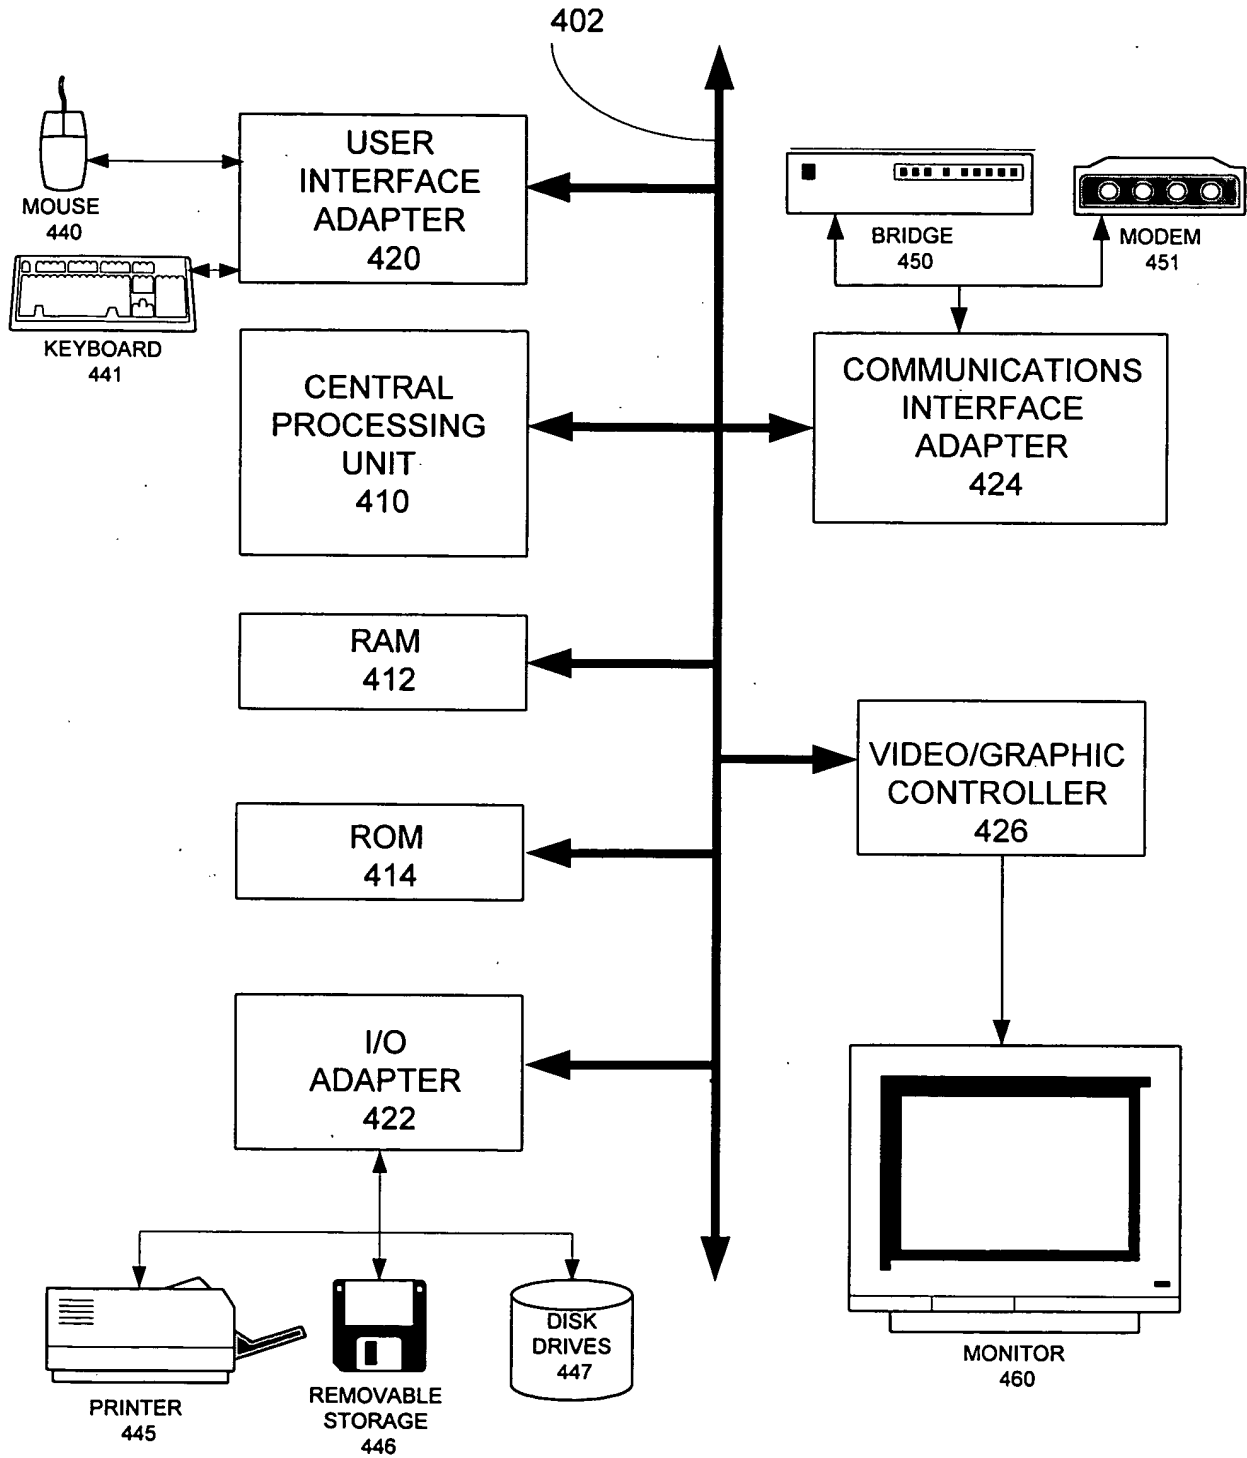 402
USER
INTERFACE
ADAPTER
420
MOUSE
440
KEYBOARD
441
BRIDGE
450
MODEM
451
CENTRAL
PROCESSING
UNIT
410
COMMUNICATIONS
INTERFACE
ADAPTER
424
RAM
412
VIDEO/GRAPHIC
CONTROLLER
426
ROM
414
I/O
ADAPTER
422
PRINTER
445
REMOVABLE
STORAGE
446
DISK
DRIVES
447
MONITOR
460